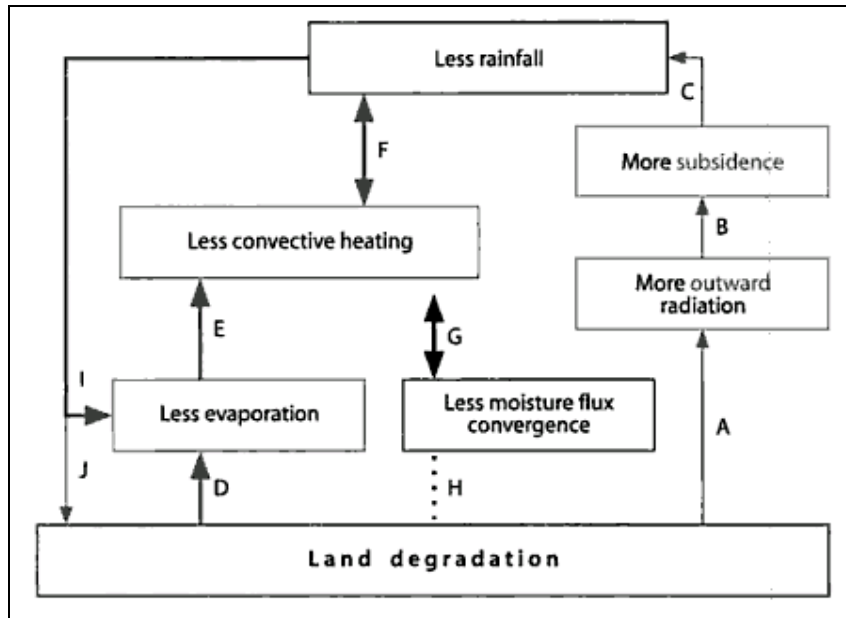 Less rainfall
C
F
More subsidence
Less convective heating
B
More outward
radiation
E
G
I
Less evaporation
Less moisture flux
convergence
A
J
D
H
Land degradation